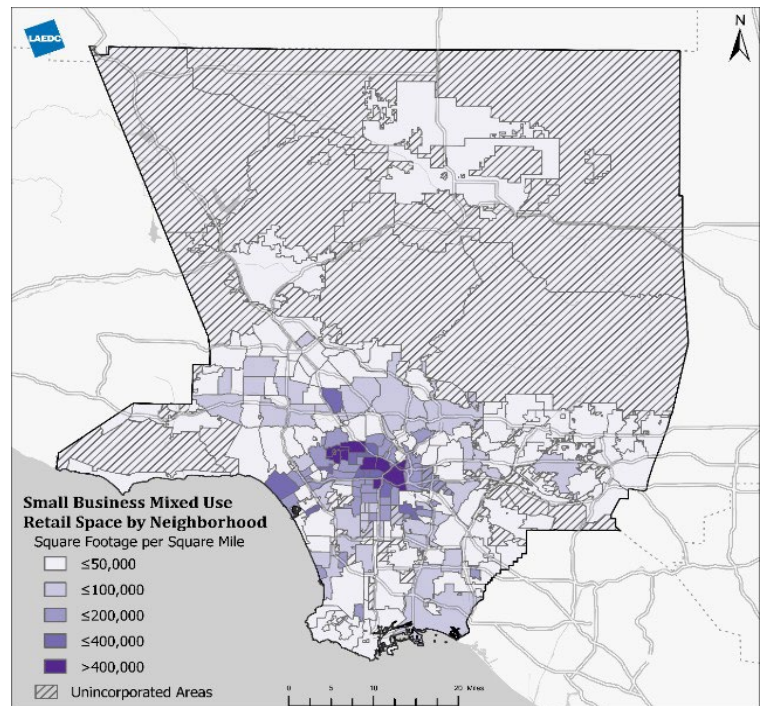 LAEDC
N
Small Business Mixed Use
Retail Space by Neighborhood
Square Footage per Square Mile
≤50,000
≤100,000
≤200,000
≤400,000
>400,000
Unincorporated Areas
0 5 10 20 Miles